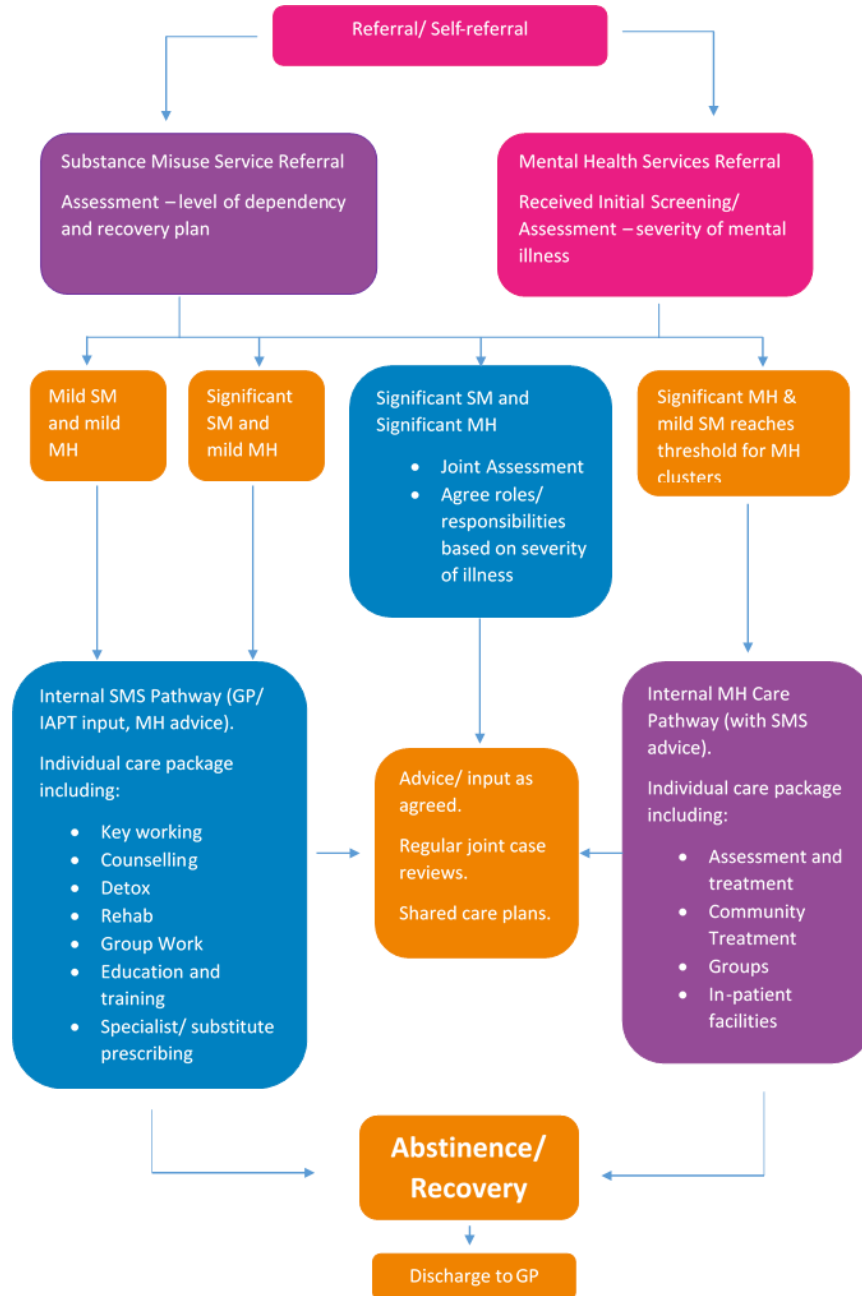 Referral/ Self-referral
Substance Misuse Service Referral
Assessment – level of dependency
and recovery plan
Mental Health Services Referral
Received Initial Screening/
Assessment – severity of mental
illness
Mild SM
and mild
MH
Significant
SM and
mild MH
Significant SM and
Significant MH
• Joint Assessment
• Agree roles/
responsibilities
based on severity
of illness
Significant MH &
mild SM reaches
threshold for MH
clusters
Internal SMS Pathway (GP/
IAPT input, MH advice).
Individual care package
including:
• Key working
• Counselling
• Detox
• Rehab
• Group Work
• Education and
training
• Specialist/ substitute
prescribing
Advice/ input as
agreed.
Regular joint case
reviews.
Shared care plans.
Internal MH Care
Pathway (with SMS
advice).
Individual care package
including:
• Assessment and
treatment
• Community
Treatment
• Groups
• In-patient
facilities
Abstinence/
Recovery
Discharge to GP